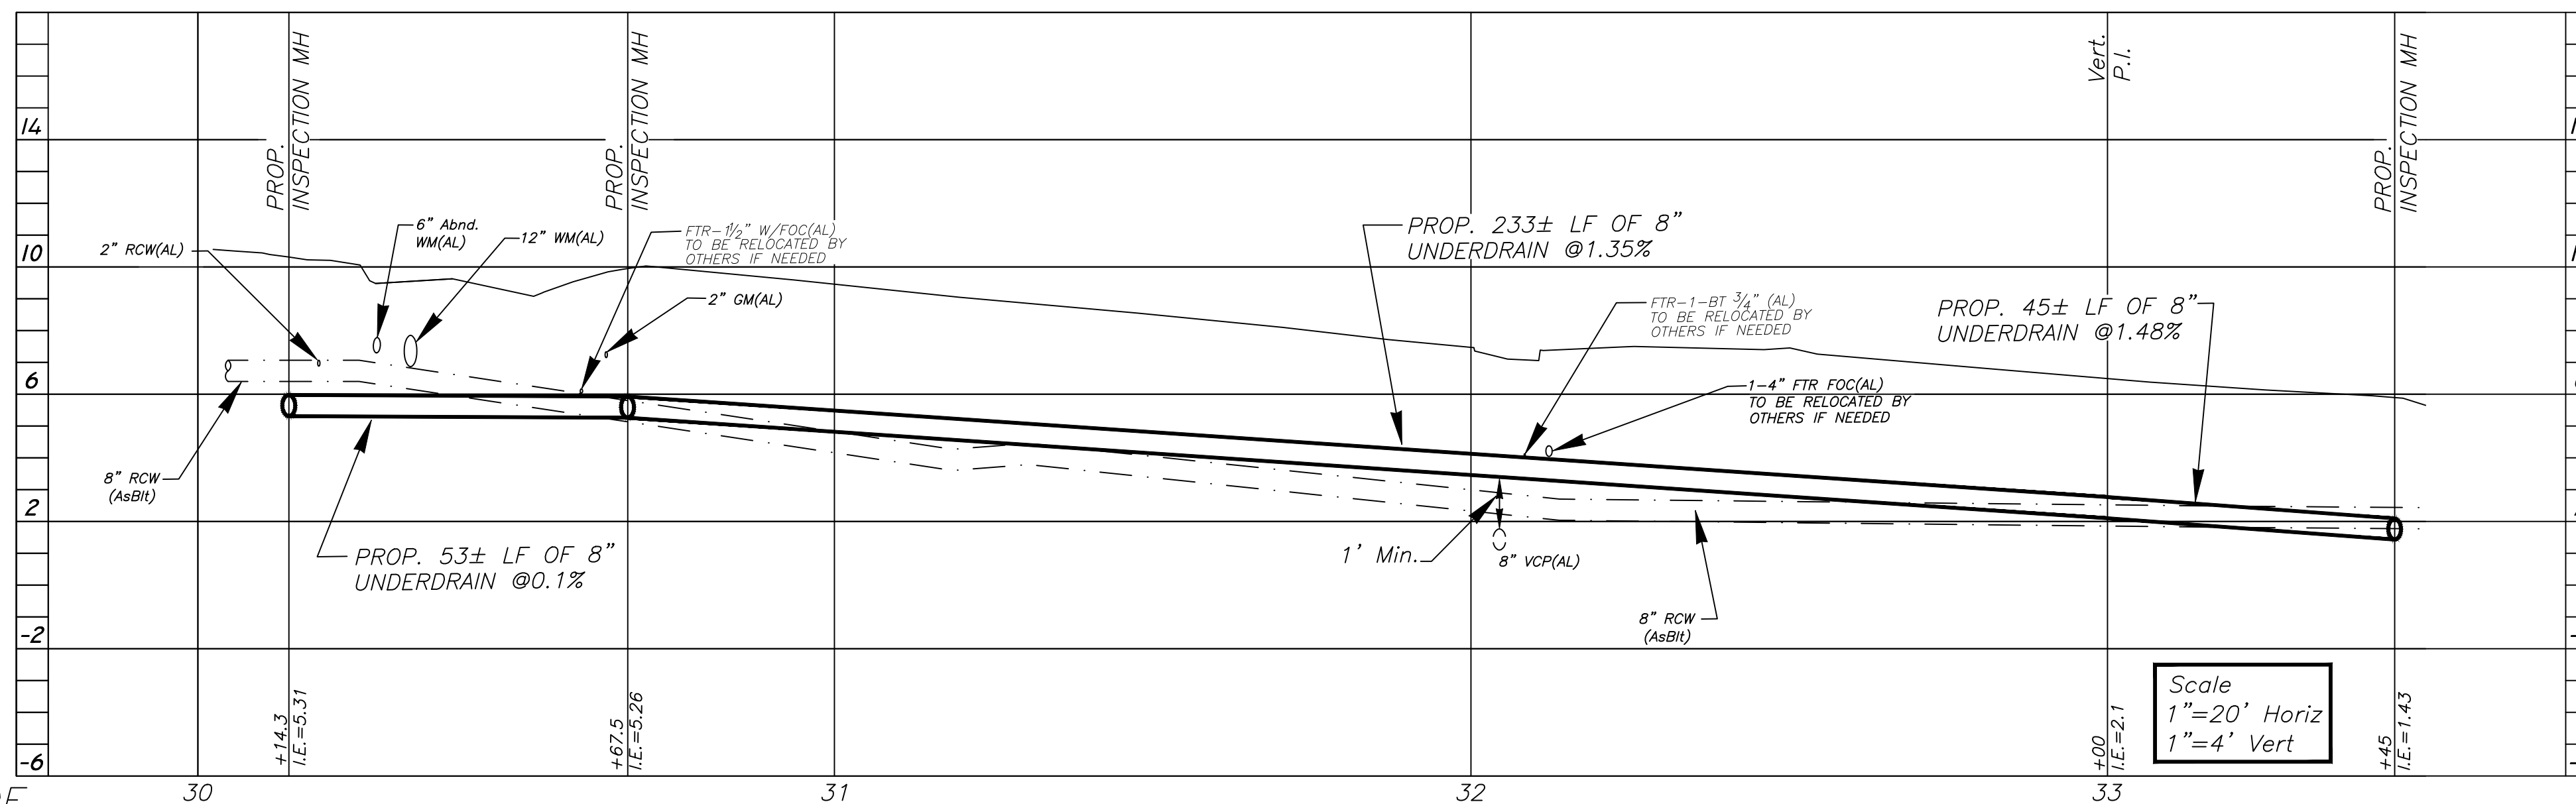 PROP.
INSPECTION MH
PROP.
INSPECTION MH
Vert.
P.I.
PROP.
INSPECTION MH
14
10
6
2
-2
-6
2" RCW(AL)
6" Abnd.
WM(AL)
12" WM(AL)
FTR-1½" W/FOC(AL)
TO BE RELOCATED BY
OTHERS IF NEEDED
2" GM(AL)
PROP. 233± LF OF 8"
UNDERDRAIN @1.35%
FTR-1-BT ¾" (AL)
TO BE RELOCATED BY
OTHERS IF NEEDED
PROP. 45± LF OF 8"
UNDERDRAIN @1.48%
1-4" FTR FOC(AL)
TO BE RELOCATED BY
OTHERS IF NEEDED
8" RCW
(AsBlt)
PROP. 53± LF OF 8"
UNDERDRAIN @0.1%
1' Min.
8" VCP(AL)
8" RCW
(AsBlt)
Scale
1"=20' Horiz
1"=4' Vert
+14.3
I.E.=5.31
+67.5
I.E.=5.26
+00
I.E.=2.1
+45
I.E.=1.43
30
31
32
33